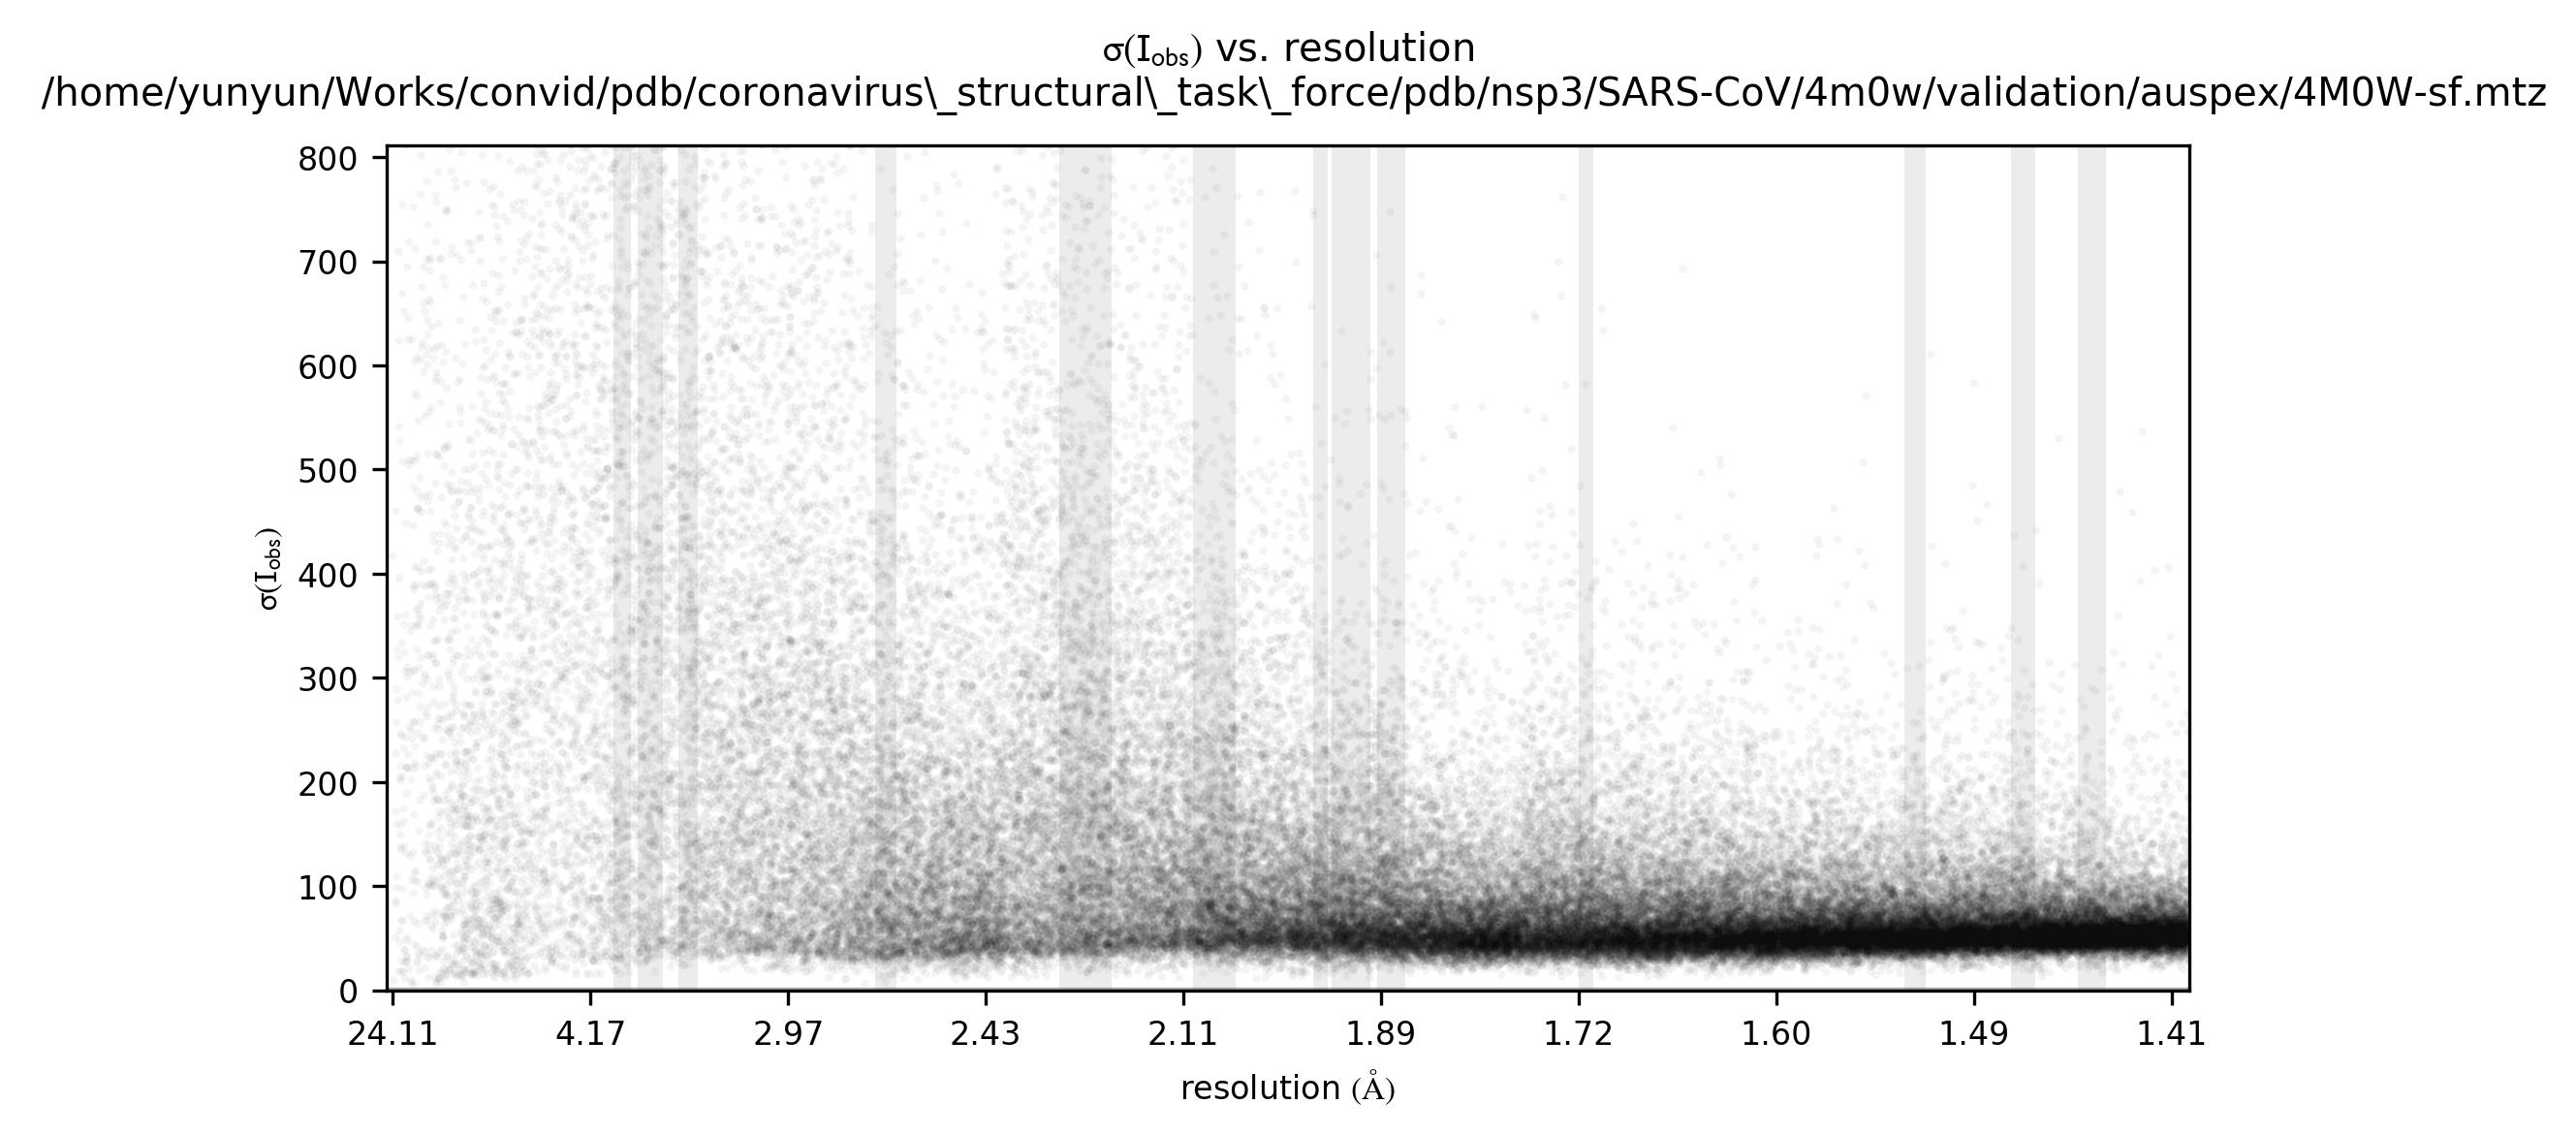 σ(Iobs) vs. resolution
/home/yunyun/Works/convid/pdb/coronavirus\_structural\_task\_force/pdb/nsp3/SARS-CoV/4m0w/validation/auspex/4M0W-sf.mtz
800
700
600
500
400
300
200
100
0
σ(Iobs)
24.11 4.17 2.97 2.43 2.11 1.89 1.72 1.60 1.49 1.41
resolution (Å)